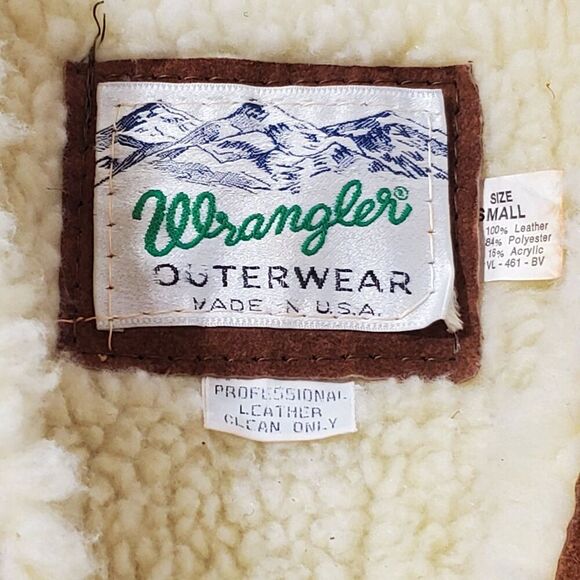 Wrangler®
OUTERWEAR
MADE IN U.S.A.
SIZE
SMALL
100% Leather
84% Polyester
16% Acrylic
VL - 461 - BV
PROFESSIONAL
LEATHER
CLEAN ONLY